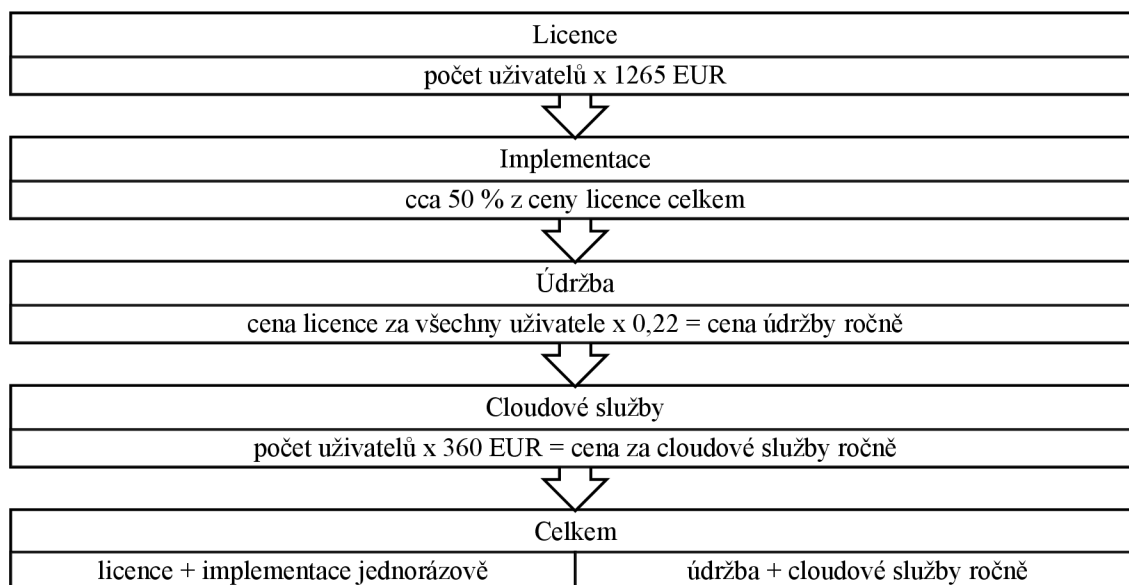 Licence
počet uživatelů x 1265 EUR
Implementace
cca 50 % z ceny licence celkem
Údržba
cena licence za všechny uživatele x 0,22 = cena údržby ročně
Cloudové služby
počet uživatelů x 360 EUR = cena za cloudové služby ročně
Celkem
licence + implementace jednorázově
údržba + cloudové služby ročně